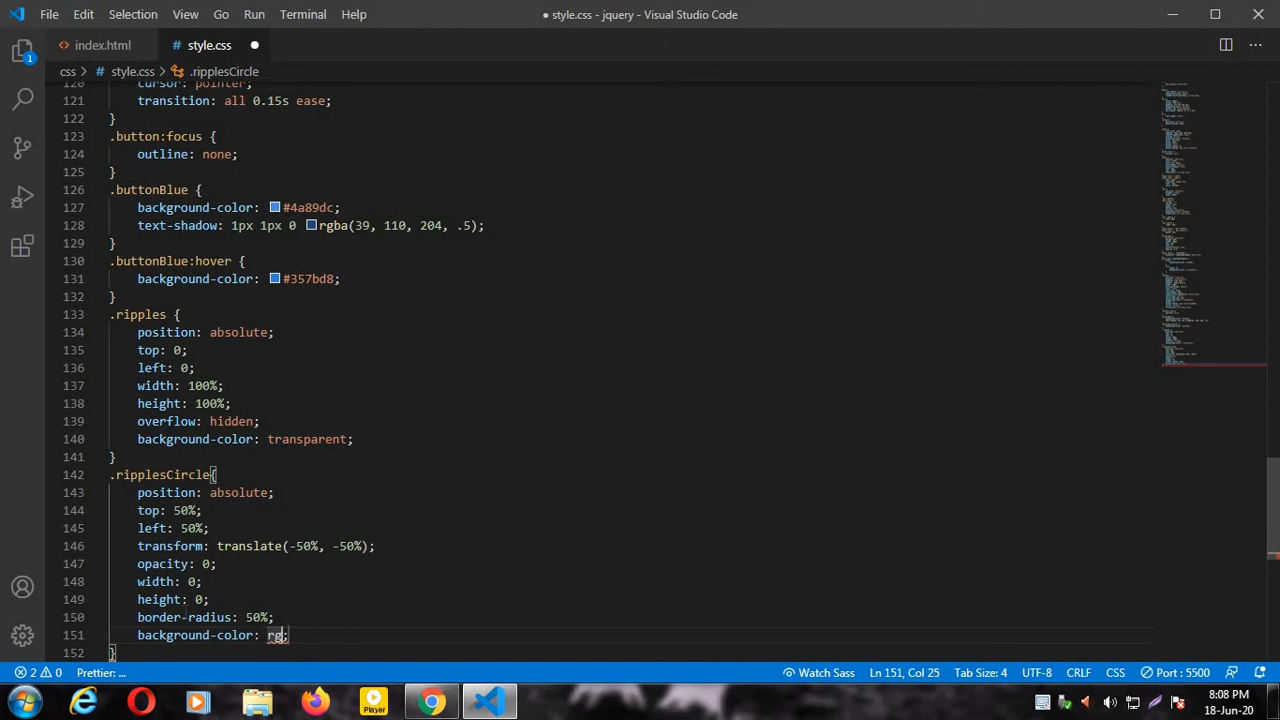 File Edit Selection View Go Run Terminal Help
● style.css - jquery - Visual Studio Code
index.html
# style.css
css > # style.css > .ripplesCircle
120 cursor: pointer;
121 transition: all 0.15s ease;
122 }
123 .button:focus {
124 outline: none;
125 }
126 .buttonBlue {
127 background-color: #4a89dc;
128 text-shadow: 1px 1px 0 rgba(39, 110, 204, .3);
129 }
130 .buttonBlue:hover {
131 background-color: #357bd8;
132 }
133 .ripples {
134 position: absolute;
135 top: 0;
136 left: 0;
137 width: 100%;
138 height: 100%;
139 overflow: hidden;
140 background-color: transparent;
141 }
142 .ripplesCircle{
143 position: absolute;
144 top: 50%;
145 left: 50%;
146 transform: translate(-50%, -50%);
147 opacity: 0;
148 width: 0;
149 height: 0;
150 border-radius: 50%;
151 background-color: rg;
152 }
1
2 0 Prettier: ... Watch Sass Ln 151, Col 25 Tab Size: 4 UTF-8 CRLF CSS Port : 5500
Player
8:08 PM
18-Jun-20